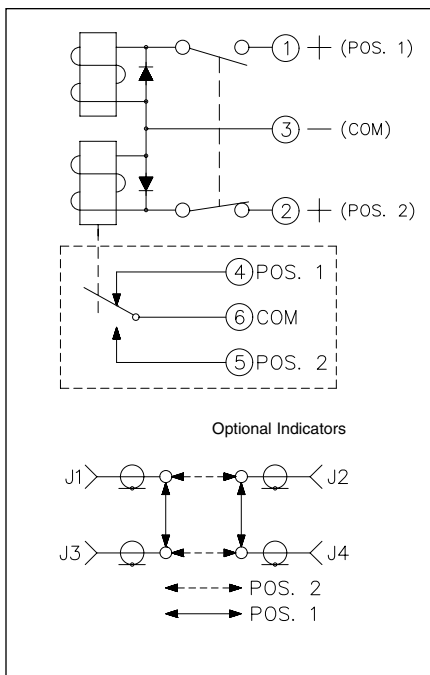 1 + (POS. 1)
3 — (COM)
2 + (POS. 2)
4 POS. 1
6 COM
5 POS. 2
Optional Indicators
J1 J2
J3 J4
POS. 2
POS. 1